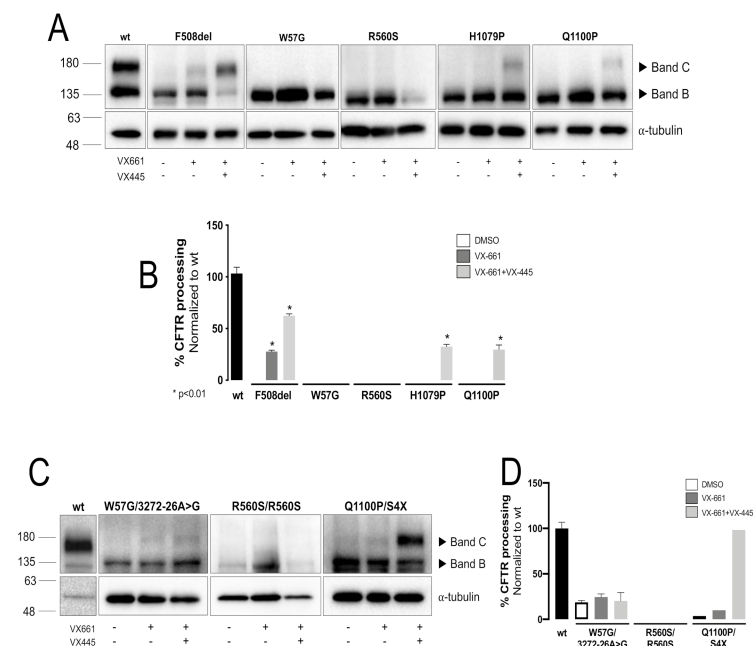 A
wt F508del W57G R560S H1079P Q1100P
180
Band C
135
Band B
63
α-tubulin
48
VX661 - - + + - + + - + + - + + - + +
VX445 - - - + - - + - - + - - + - - +
B
% CFTR processing
Normalized to wt
150
100
50
0
DMSO
VX-661
VX-661+VX-445
* * * *
* p<0.01
wt F508del W57G R560S H1079P Q1100P
C
wt W57G/3272-26A>G R560S/R560S Q1100P/S4X
180
Band C
135
Band B
63
α-tubulin
48
VX661 - + + - + + - + +
VX445 - - + - - + - - +
D
% CFTR processing
Normalized to wt
150
100
50
0
DMSO
VX-661
VX-661+VX-445
wt W57G/ R560S/ Q1100P/
3272-26A>G R560S S4X